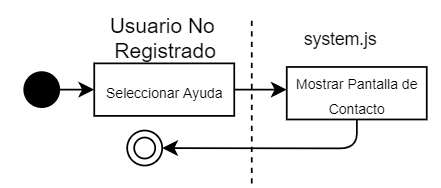 Usuario No
Registrado
system.js
Seleccionar Ayuda
Mostrar Pantalla de
Contacto